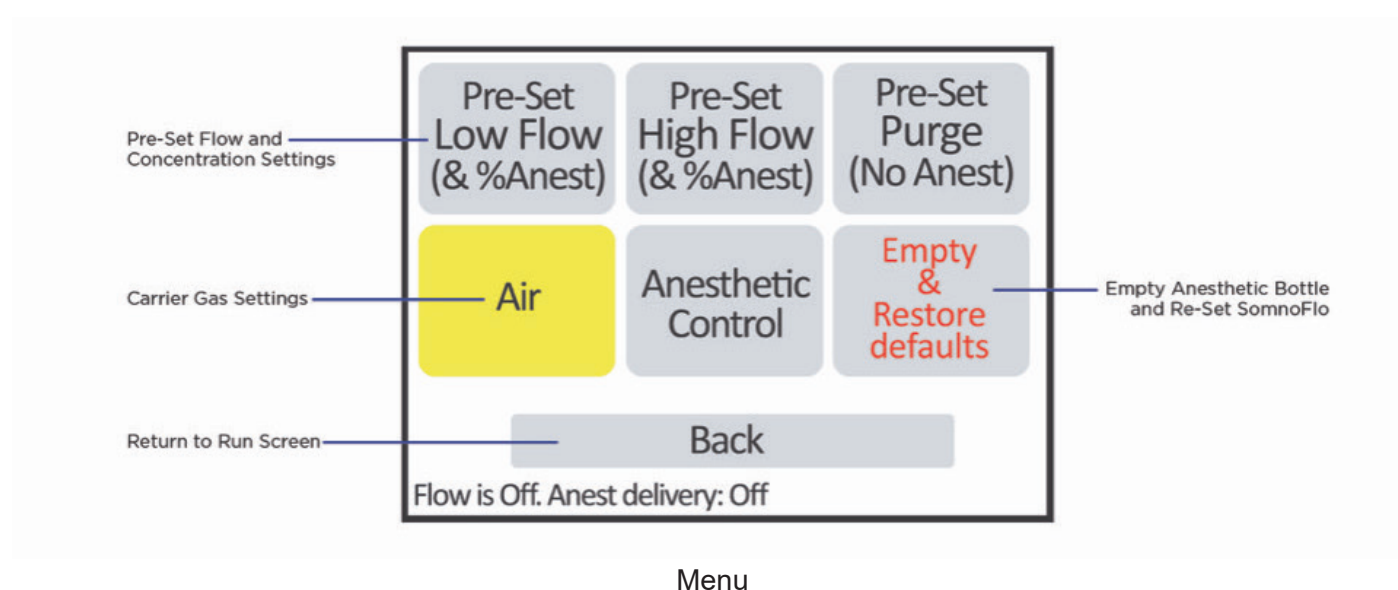 Pre-Set Flow and
Concentration Settings
Pre-Set
Low Flow
(& %Anest)
Pre-Set
High Flow
(& %Anest)
Pre-Set
Purge
(No Anest)
Carrier Gas Settings
Air
Anesthetic
Control
Empty
&
Restore
defaults
Empty Anesthetic Bottle
and Re-Set SomnoFlo
Return to Run Screen
Back
Flow is Off. Anest delivery: Off
Menu